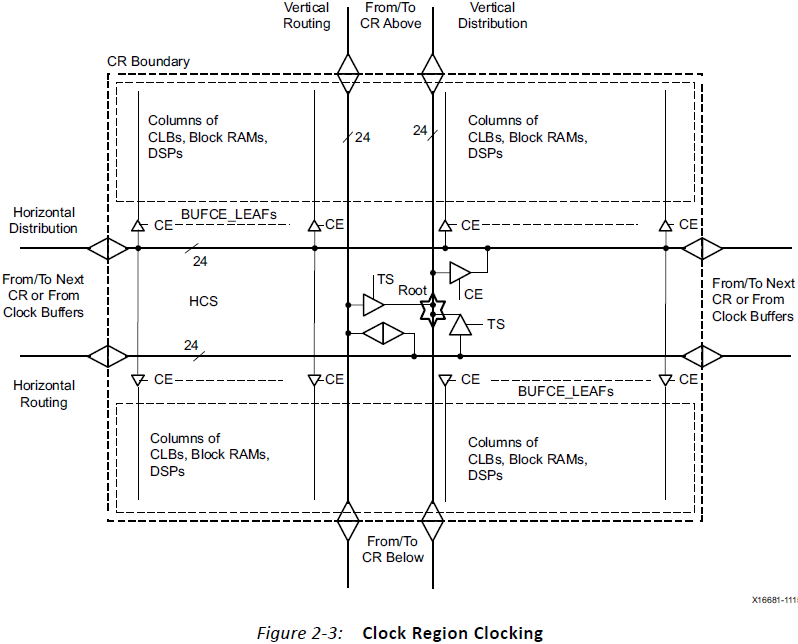 Vertical
Routing
From/To
CR Above
Vertical
Distribution
CR Boundary
Columns of
CLBs, Block RAMs,
DSPs
24
24
Columns of
CLBs, Block RAMs,
DSPs
Horizontal
Distribution
CE
BUFCE_LEAFs
CE
CE
CE
24
From/To Next
CR or From
Clock Buffers
HCS
TS
Root
CE
TS
From/To Next
CR or From
Clock Buffers
24
Horizontal
Routing
CE
CE
CE
CE
BUFCE_LEAFs
Columns of
CLBs, Block RAMs,
DSPs
Columns of
CLBs, Block RAMs,
DSPs
From/To
CR Below
Figure 2-3: Clock Region Clocking